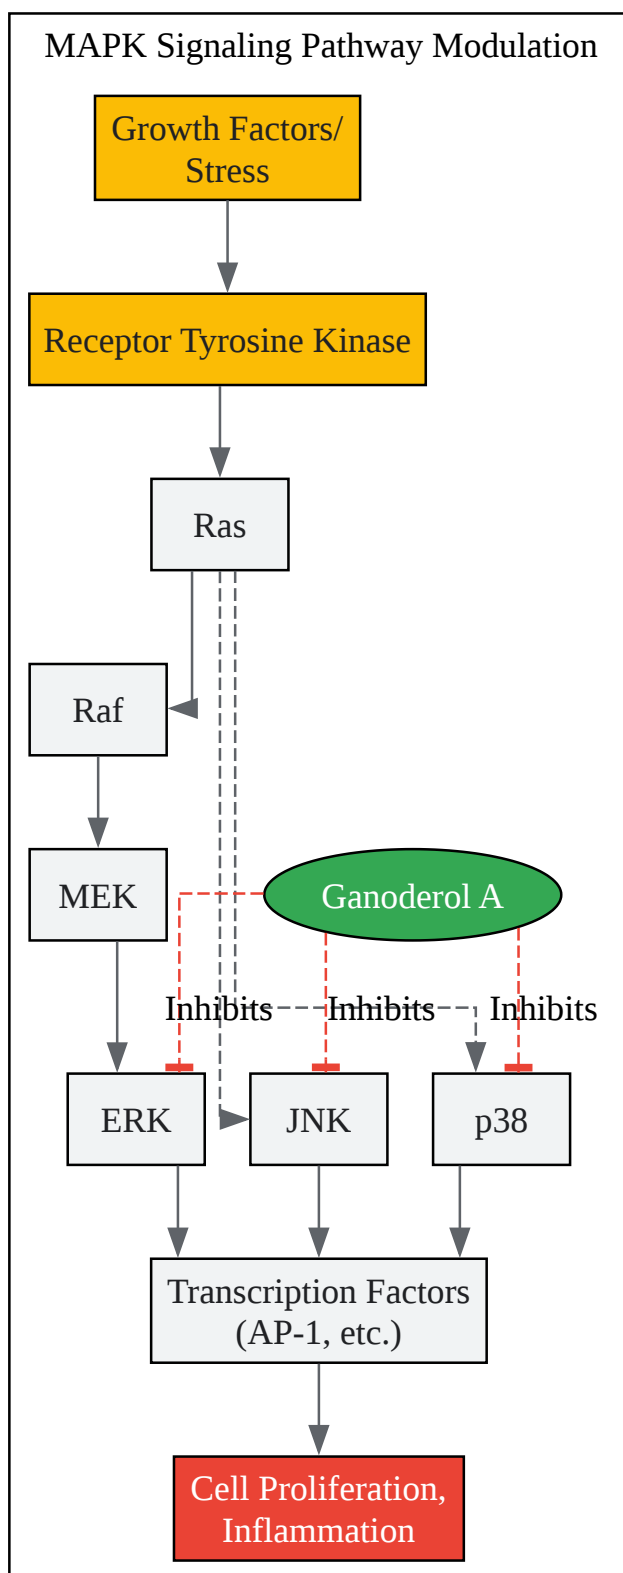 MAPK Signaling Pathway Modulation
Growth Factors/
Stress
Receptor Tyrosine Kinase
Ras
Raf
MEK
Ganoderol A
Inhibits
Inhibits
Inhibits
ERK
JNK
p38
Transcription Factors
(AP-1, etc.)
Cell Proliferation,
Inflammation